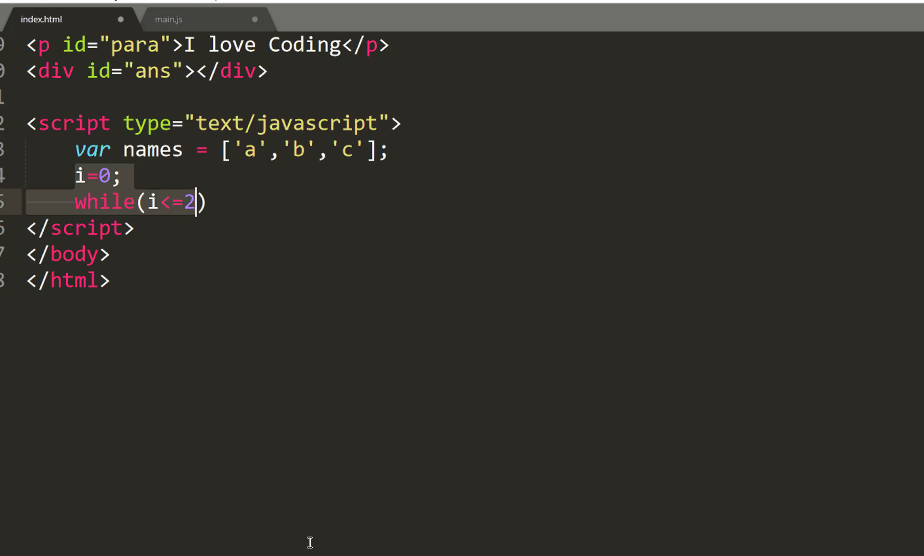 index.html
main.js
9 <p id="para">I love Coding</p>
0 <div id="ans"></div>
1
2 <script type="text/javascript">
3 var names = ['a','b','c'];
4 i=0;
5 while(i<=2)
6 </script>
7 </body>
8 </html>